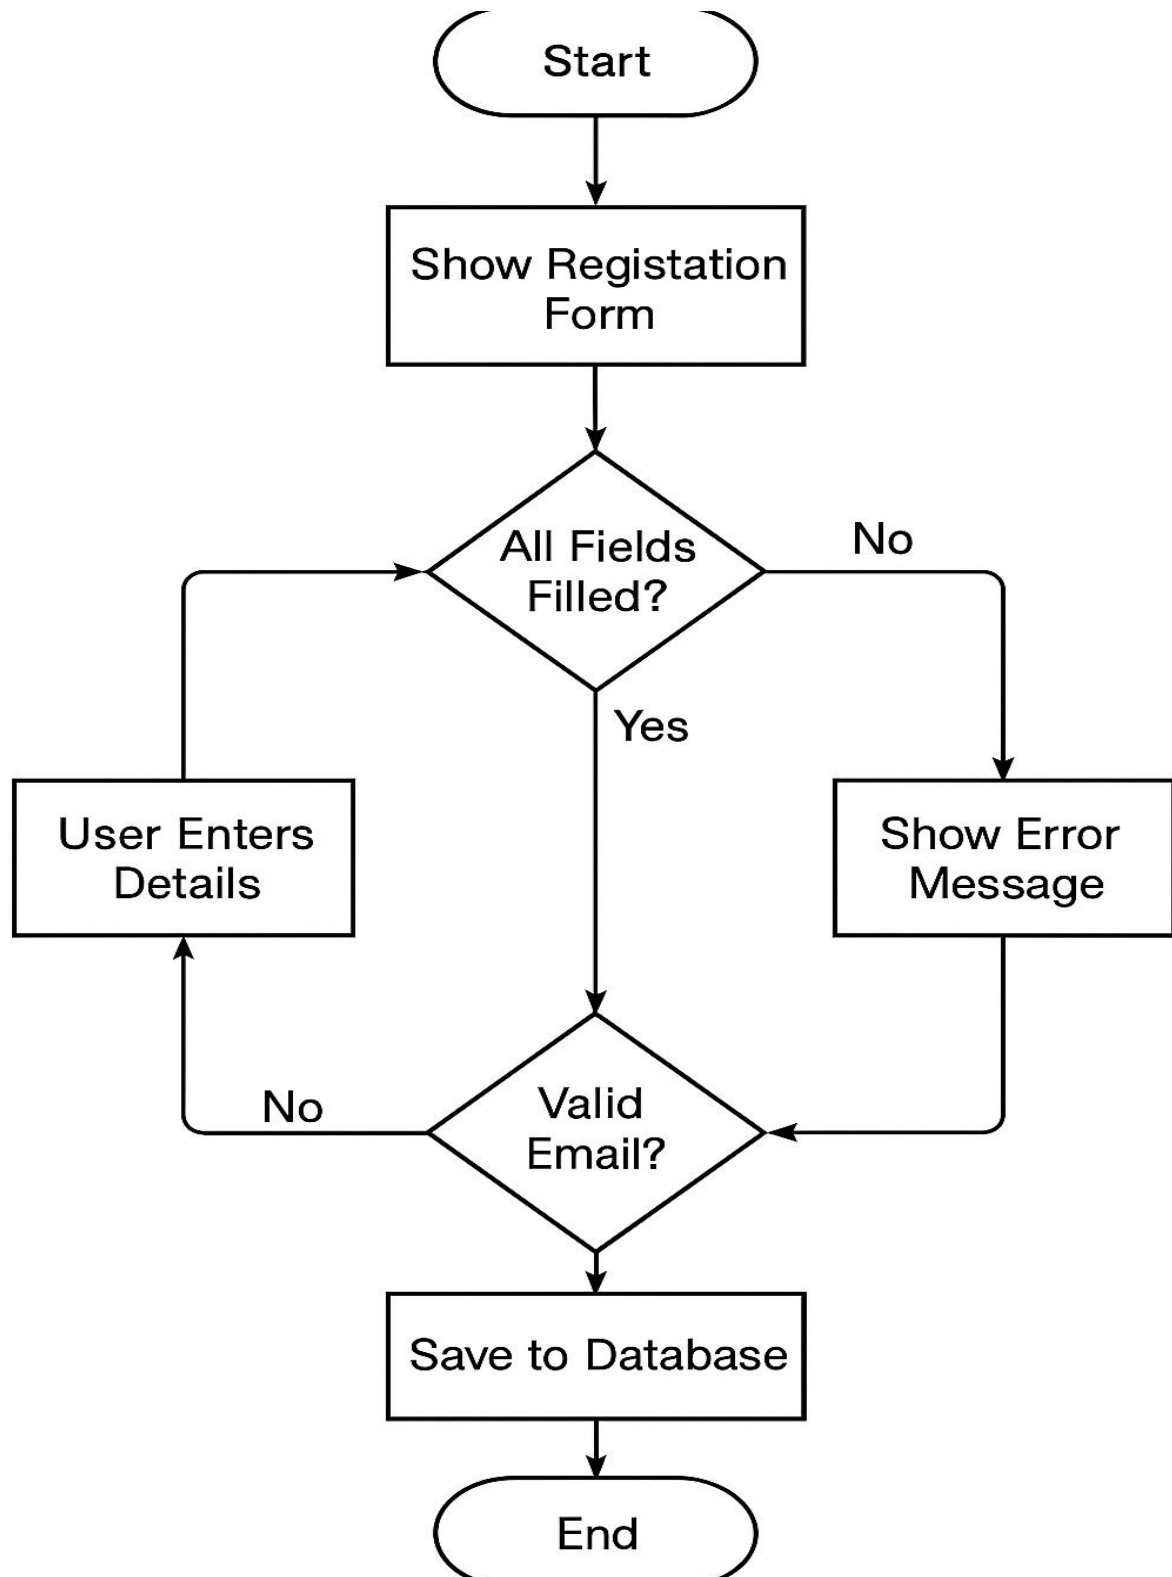 Start
Show Registation
Form
All Fields
Filled?
No
Yes
User Enters
Details
Show Error
Message
No
Valid
Email?
Save to Database
End